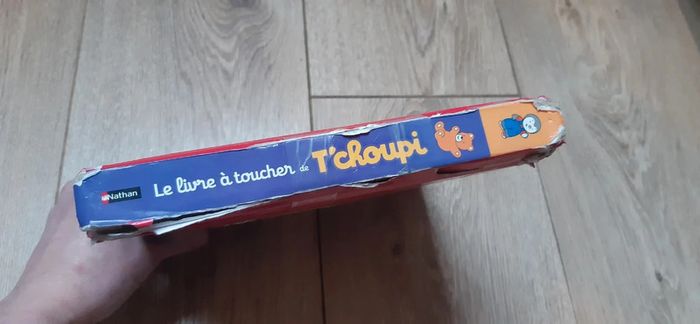 Nathan
Le livre à toucher de T'choupi